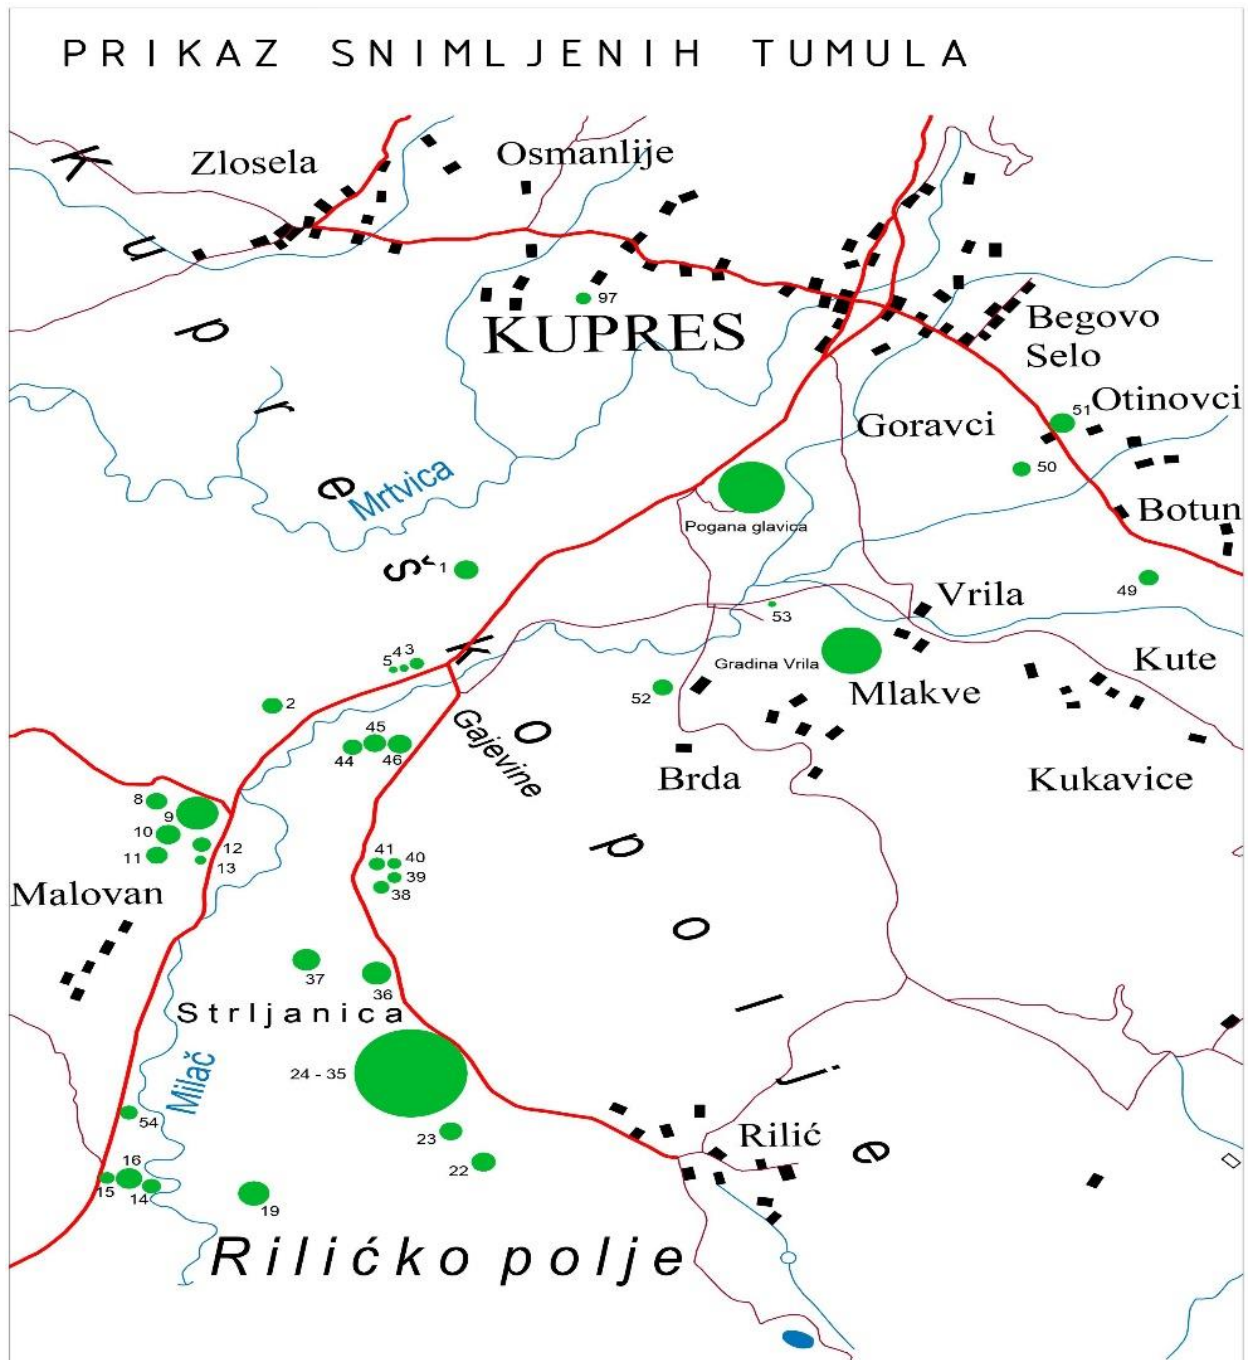 PRIKAZ SNIMLJENIH TUMULA
Zlosela
Osmanlije
97
KUPRES
Begovo
Selo
Otinovci
51
Goravci
50
Botun
Mrtvica
Pogana glavica
1
49
53
Vrila
5 4 3
Gradina Vrila
Kute
52
Mlakve
2
Gajevine
45
44
46
Brda
Kukavice
8
9
10
12
11
13
41
40
39
38
Malovan
37
36
Strljanica
24 - 35
Milač
54
23
Rilić
16
22
15
14
19
Rilićko polje
Kupreško polje